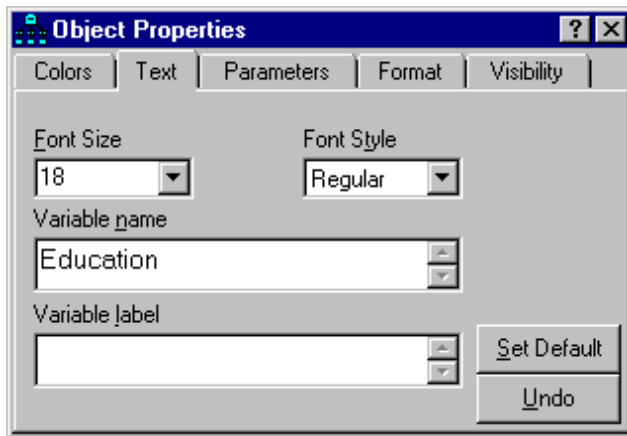 Object Properties ? X
Colors Text Parameters Format Visibility
Font Size Font Style
18 Regular
Variable name
Education
Variable label
Set Default
Undo